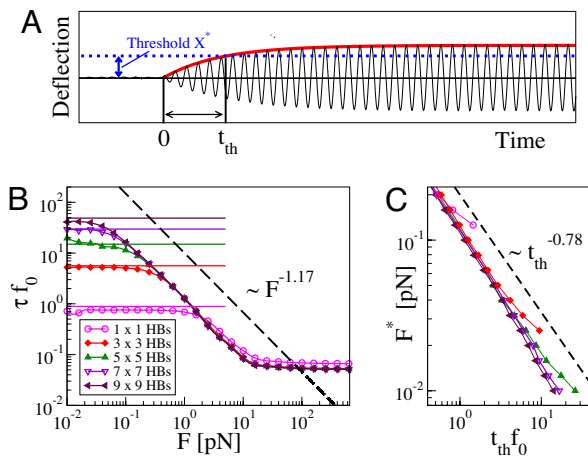 A
Deflection
Threshold X*
0
t_th
Time
B
τ f_0
10^2
10^1
10^0
10^-1
10^-2
~ F^-1.17
1 x 1 HBs
3 x 3 HBs
5 x 5 HBs
7 x 7 HBs
9 x 9 HBs
10^-2
10^-1
10^0
10^1
10^2
F [pN]
C
F* [pN]
10^-1
10^-2
~ t_th^-0.78
10^0
10^1
t_th f_0